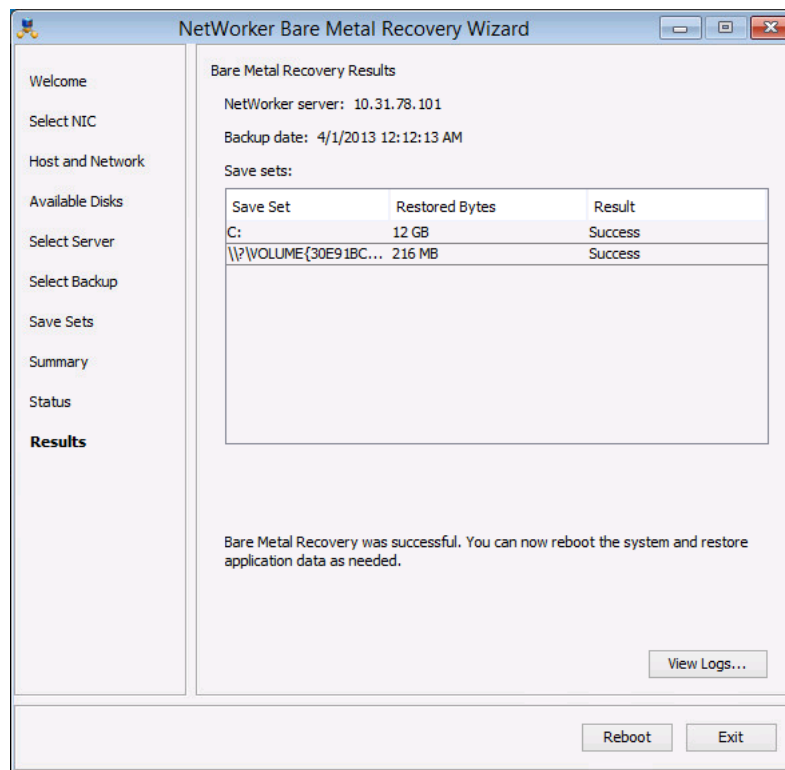 NetWorker Bare Metal Recovery Wizard
Welcome
Select NIC
Host and Network
Available Disks
Select Server
Select Backup
Save Sets
Summary
Status
Results
Bare Metal Recovery Results
NetWorker server: 10.31.78.101
Backup date: 4/1/2013 12:12:13 AM
Save sets:
Save Set Restored Bytes Result
C: 12 GB Success
\\?\VOLUME{30E91BC... 216 MB Success
Bare Metal Recovery was successful. You can now reboot the system and restore
application data as needed.
View Logs...
Reboot Exit